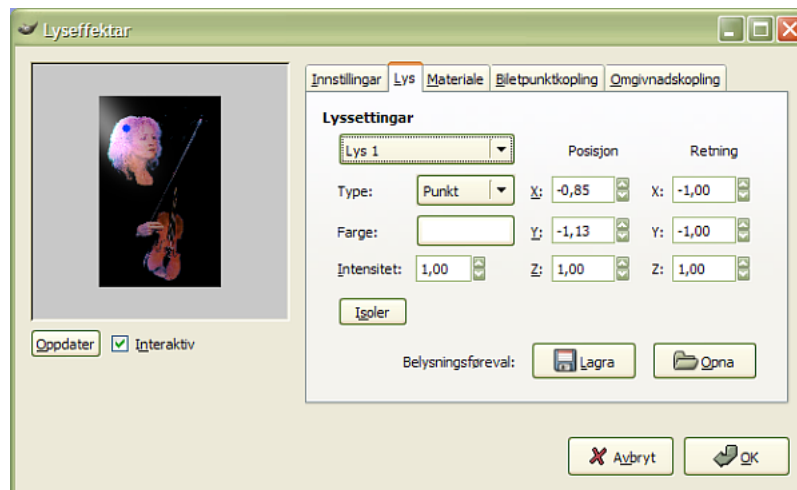 Lyseffektar
Innstillingar Lys Materiale Biletpunktkopling Omgivnadskopling
Lyssettingar
Lys 1 Posisjon Retning
Type: Punkt X: -0,85 X: -1,00
Farge: Y: -1,13 Y: -1,00
Intensitet: 1,00 Z: 1,00 Z: 1,00
Isoler
Oppdater Interaktiv
Belysningsføreval: Lagra Opna
Avbryt OK